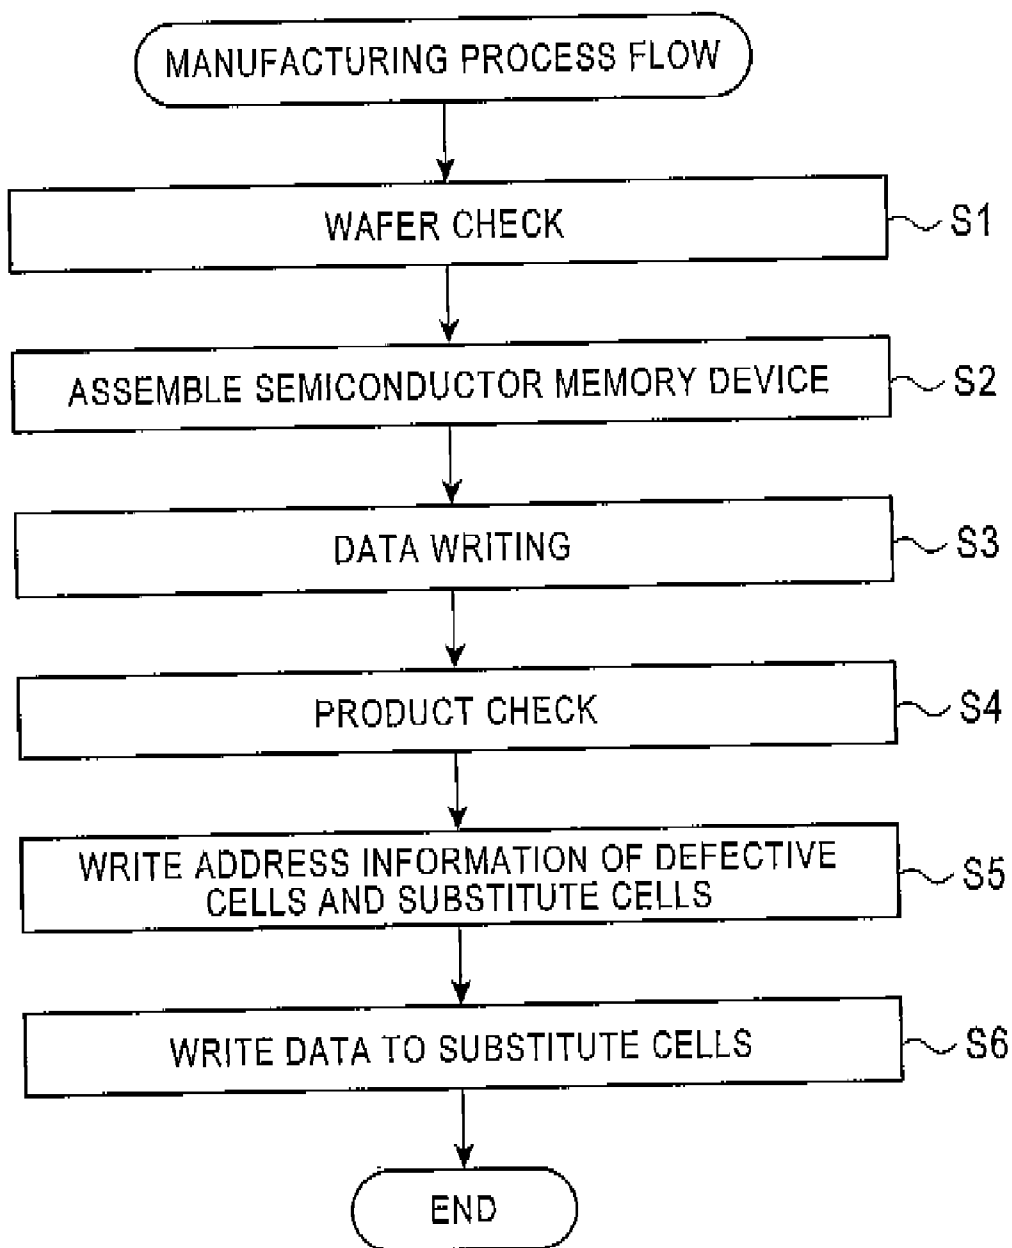 MANUFACTURING PROCESS FLOW
WAFER CHECK
S1
ASSEMBLE SEMICONDUCTOR MEMORY DEVICE
S2
DATA WRITING
S3
PRODUCT CHECK
S4
WRITE ADDRESS INFORMATION OF DEFECTIVE
CELLS AND SUBSTITUTE CELLS
S5
WRITE DATA TO SUBSTITUTE CELLS
S6
END